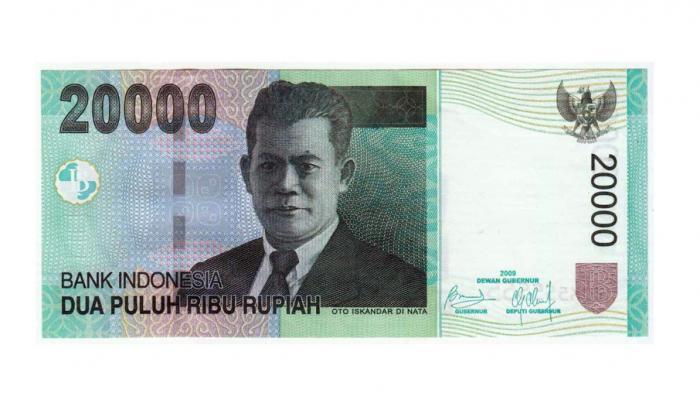 20000
BANK INDONESIA
DUA PULUH RIBU RUPIAH
OTO ISKANDAR DI NATA
20000
2009
DEWAN GUBERNUR
GUBERNUR DEPUTI GUBERNUR